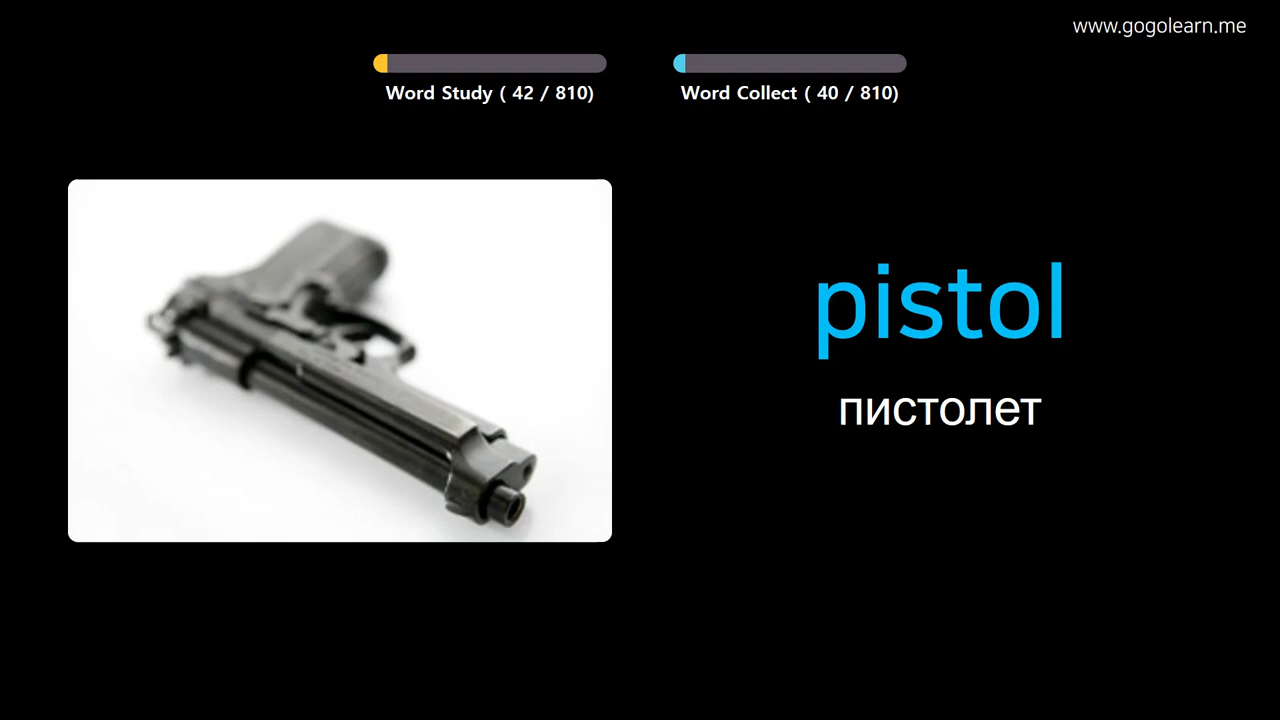 www.gogolearn.me
Word Study ( 42 / 810)
Word Collect ( 40 / 810)
pistol
пистолет